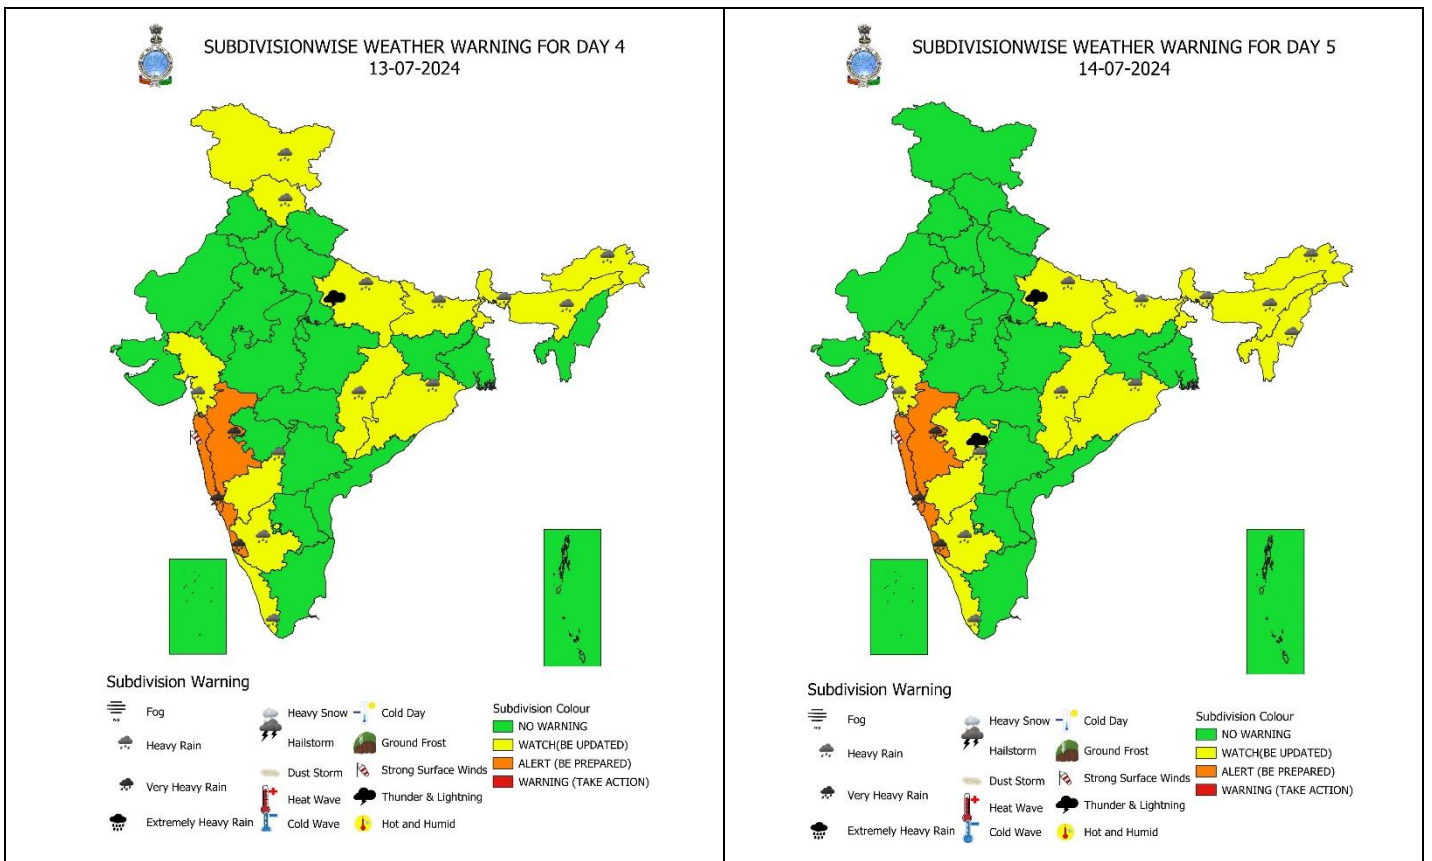 SUBDIVISIONWISE WEATHER WARNING FOR DAY 4
13-07-2024
Subdivision Warning
Fog
Heavy Rain
Very Heavy Rain
Extremely Heavy Rain
Heavy Snow
Hailstorm
Dust Storm
Heat Wave
Cold Wave
Cold Day
Ground Frost
Strong Surface Winds
Thunder & Lightning
Hot and Humid
Subdivision Colour
NO WARNING
WATCH(BE UPDATED)
ALERT (BE PREPARED)
WARNING (TAKE ACTION)
SUBDIVISIONWISE WEATHER WARNING FOR DAY 5
14-07-2024
Subdivision Warning
Fog
Heavy Rain
Very Heavy Rain
Extremely Heavy Rain
Heavy Snow
Hailstorm
Dust Storm
Heat Wave
Cold Wave
Cold Day
Ground Frost
Strong Surface Winds
Thunder & Lightning
Hot and Humid
Subdivision Colour
NO WARNING
WATCH(BE UPDATED)
ALERT (BE PREPARED)
WARNING (TAKE ACTION)